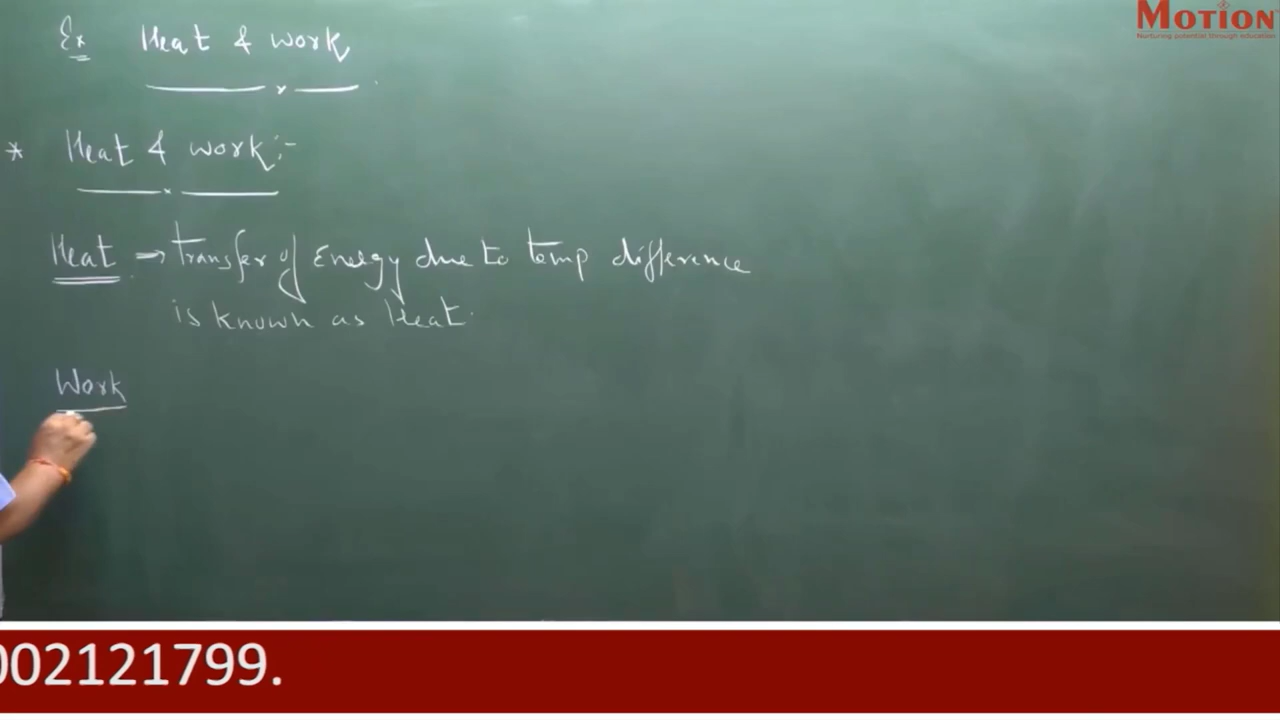 MOTION
Nurturing potential through education
Ex Heat & work
* Heat & work:-
Heat → Transfer of Energy due to temp difference
is known as Heat.
Work
002121799.